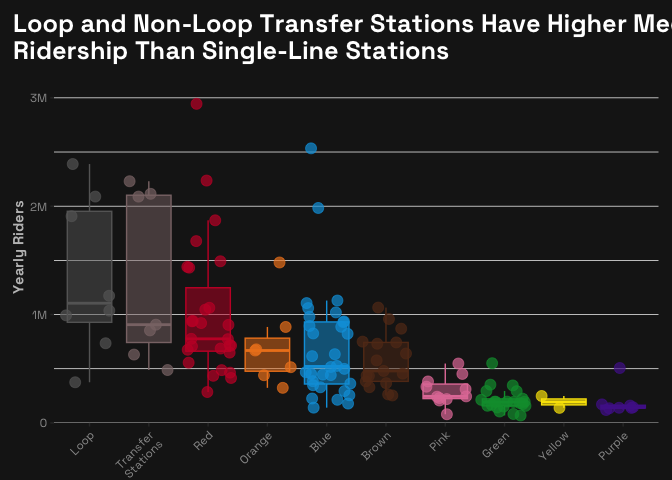 Loop and Non-Loop Transfer Stations Have Higher
Ridership Than Single-Line Stations
3M
2M
1M
0
Yearly Riders
Loop
Transfer
Stations
Red
Orange
Blue
Brown
Pink
Green
Yellow
Purple